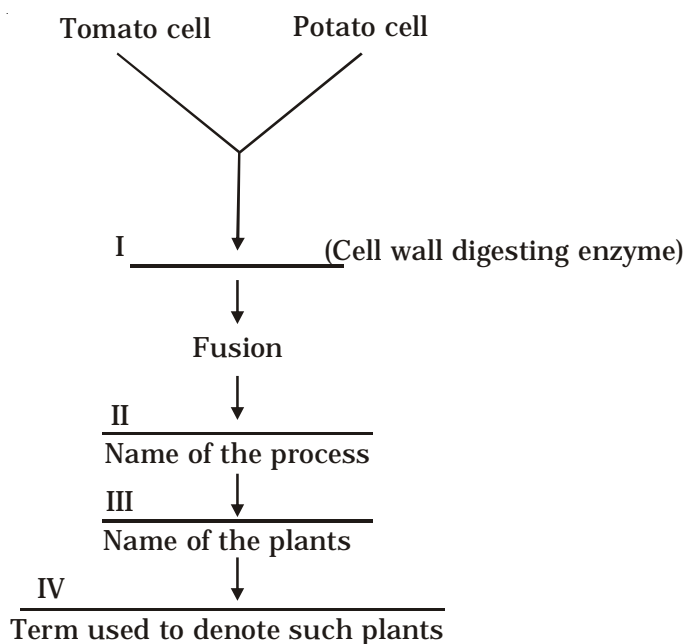 Tomato cell Potato cell
I (Cell wall digesting enzyme)
Fusion
II
Name of the process
III
Name of the plants
IV
Term used to denote such plants